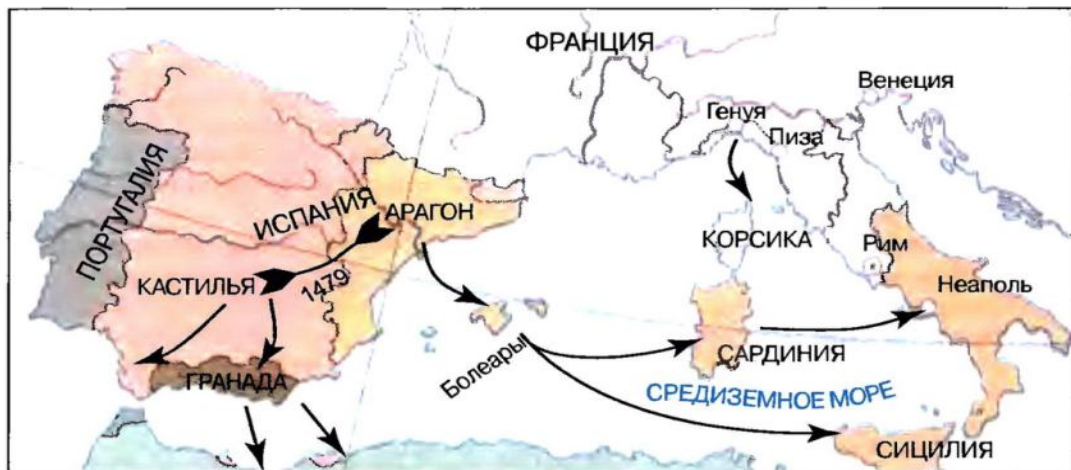 ФРАНЦИЯ
Венеция
Генуя
Пиза
ПОРТУГАЛИЯ
ИСПАНИЯ
АРАГОН
КОРСИКА
Рим
КАСТИЛЬЯ
1479
Неаполь
ГРАНАДА
Болеары
САРДИНИЯ
СРЕДИЗЕМНОЕ МОРЕ
СИЦИЛИЯ